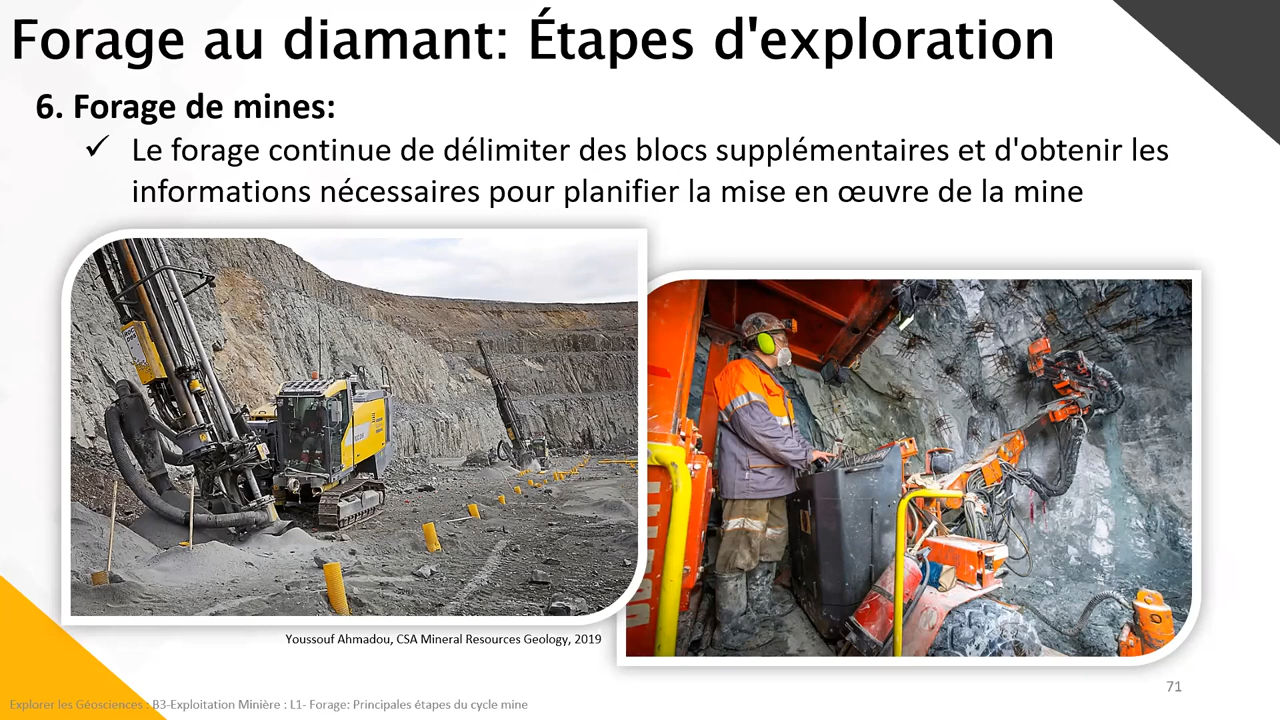 Forage au diamant: Étapes d'exploration
6. Forage de mines:
✓ Le forage continue de délimiter des blocs supplémentaires et d'obtenir les
informations nécessaires pour planifier la mise en œuvre de la mine
Youssouf Ahmadou, CSA Mineral Resources Geology, 2019
71
Explorer les Géosciences : B3-Exploitation Minière : L1- Forage: Principales étapes du cycle mine